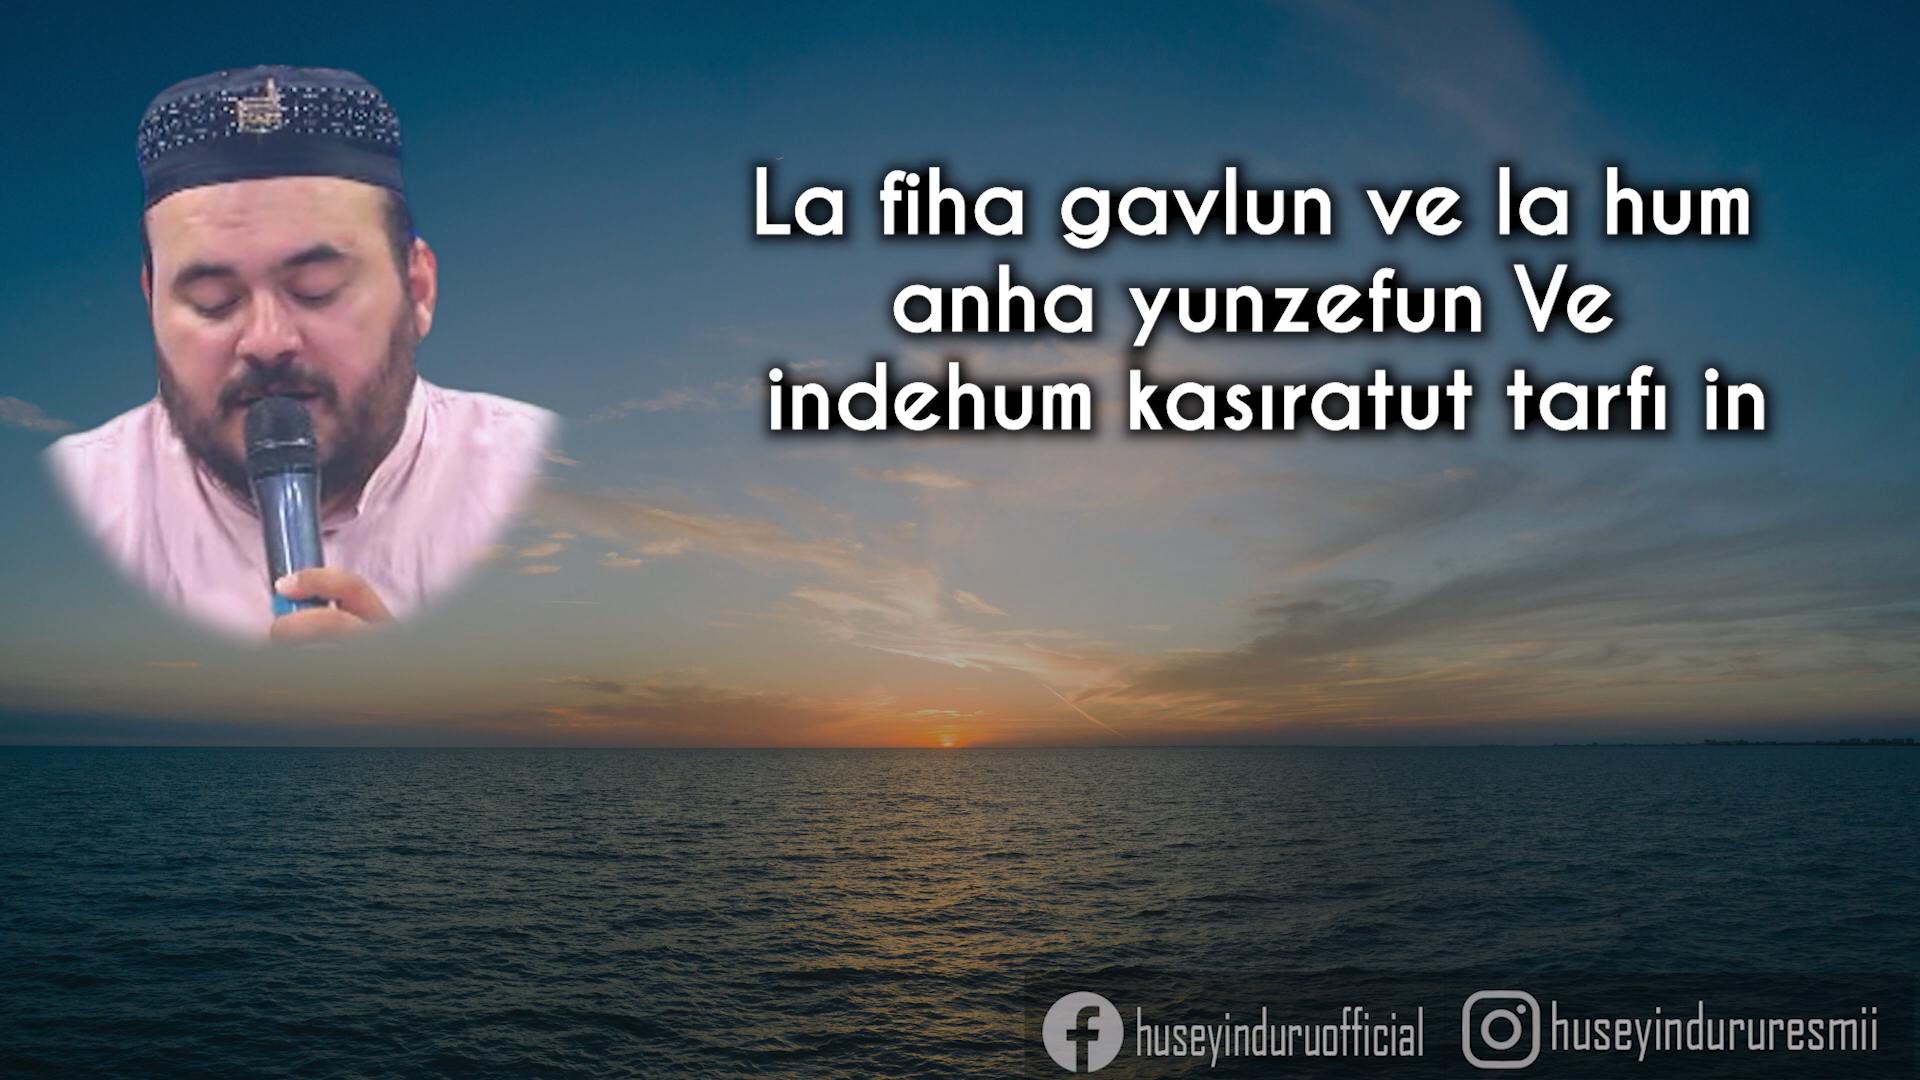 La fiha gavlun ve la hum
anha yunzefun Ve
indehum kasıratut tarfı in
huseyinduruofficial
huseyindururesmii